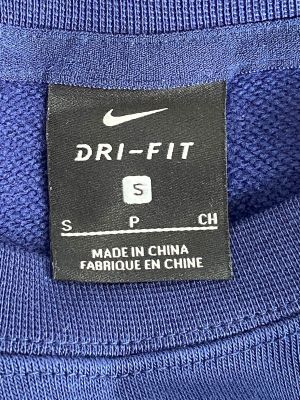 DRI-FIT
S
S P CH
MADE IN CHINA
FABRIQUE EN CHINE